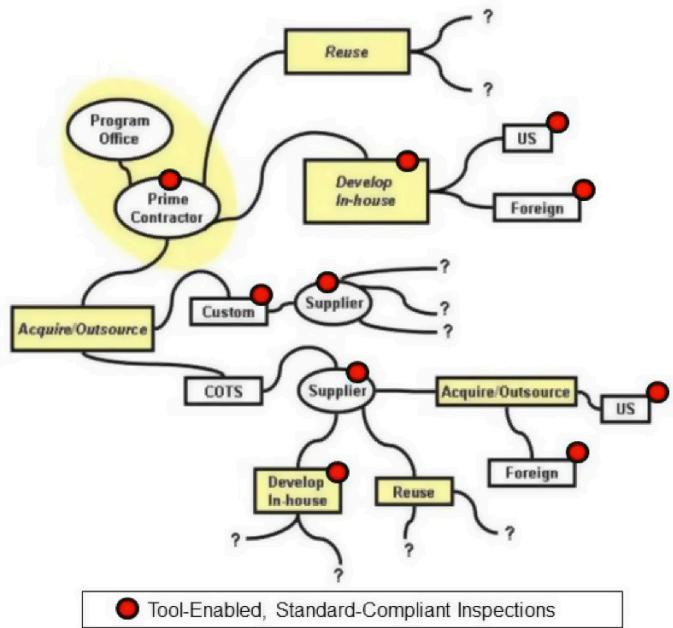 ?
Reuse
?
Program
Office
US
Prime
Contractor
Develop
In-house
Foreign
?
Custom
Supplier
?
?
Acquire/Outsource
COTS
Supplier
Acquire/Outsource
US
Foreign
Develop
In-house
Reuse
?
?
?
?
Tool-Enabled, Standard-Compliant Inspections